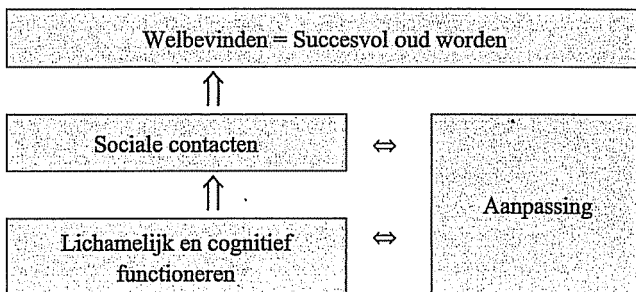 Welbevinden = Succesvol oud worden
Sociale contacten
Aanpassing
Lichamelijk en cognitief
functioneren